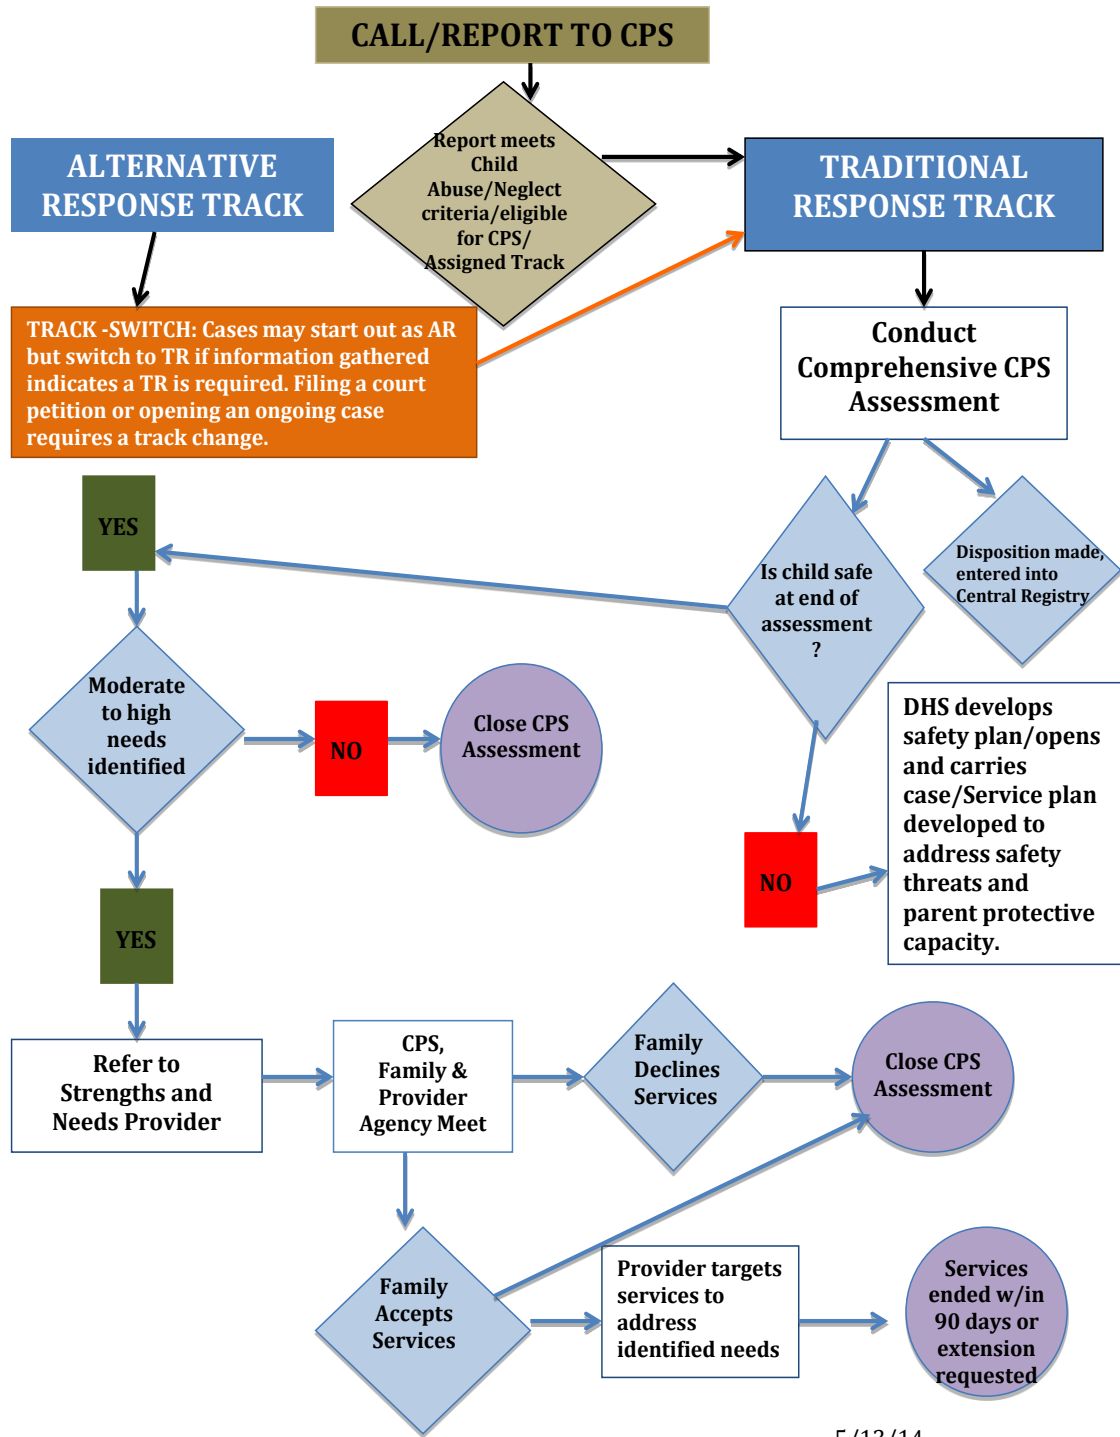 CALL/REPORT TO CPS
Report meets
Child
Abuse/Neglect
criteria/eligible
for CPS/
Assigned Track
ALTERNATIVE
RESPONSE TRACK
TRADITIONAL
RESPONSE TRACK
TRACK -SWITCH: Cases may start out as AR
but switch to TR if information gathered
indicates a TR is required. Filing a court
petition or opening an ongoing case
requires a track change.
Conduct
Comprehensive CPS
Assessment
YES
Is child safe
at end of
assessment
?
Disposition made,
entered into
Central Registry
Moderate
to high
needs
identified
NO
Close CPS
Assessment
DHS develops
safety plan/opens
and carries
case/Service plan
developed to
address safety
threats and
parent protective
capacity.
NO
YES
Refer to
Strengths and
Needs Provider
CPS,
Family &
Provider
Agency Meet
Family
Declines
Services
Close CPS
Assessment
Family
Accepts
Services
Provider targets
services to
address
identified needs
Services
ended w/in
90 days or
extension
requested
5/13/14